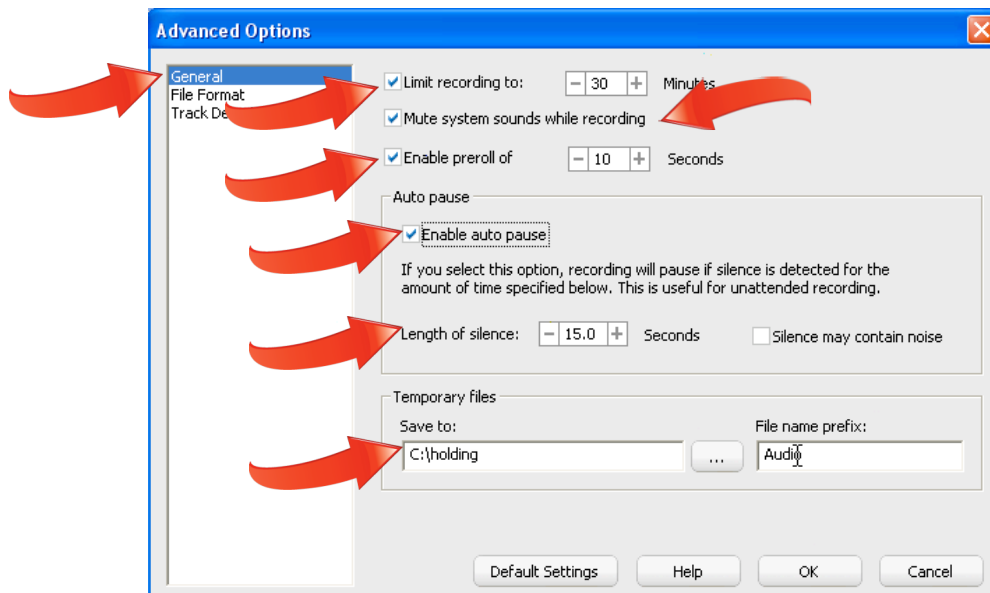 Advanced Options
General
File Format
Track De
Limit recording to: - 30 + Minutes
Mute system sounds while recording
Enable preroll of - 10 + Seconds
Auto pause
Enable auto pause
If you select this option, recording will pause if silence is detected for the
amount of time specified below. This is useful for unattended recording.
Length of silence: - 15.0 + Seconds Silence may contain noise
Temporary files
Save to: File name prefix:
C:\holding ... Audio
Default Settings Help OK Cancel